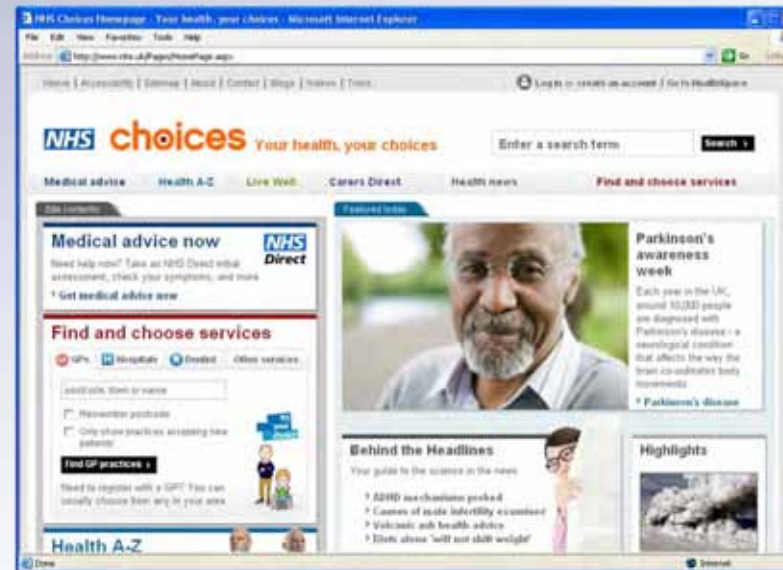 NHS Choices Homepage - Your health, your choices - Microsoft Internet Explorer
File Edit View Favorites Tools Help
Address http://www.nhs.uk/Pages/HomePage.aspx Go
Home | Accessibility | Sitemap | About | Contact | Blogs | Videos | Tools
Log in or create an account | Go to HealthSpace
NHS choices Your health, your choices
Enter a search term Search
Medical advice Health A-Z Live Well Carers Direct Health news Find and choose services
Site contents
Featured today
Medical advice now
NHS Direct
Need help now? Take an NHS Direct initial
assessment, check your symptoms, and more
Get medical advice now
Find and choose services
GPs Hospitals Dentist Other services
postcode, town or name
Remember postcode
Only show practices accepting new
patients
Find GP practices
Need to register with a GP? You can
usually choose from any in your area
Health A-Z
Parkinson's
awareness
week
Each year in the UK,
around 10,000 people
are diagnosed with
Parkinson's disease - a
neurological condition
that affects the way the
brain co-ordinates body
movements
Parkinson's disease
Behind the Headlines
Your guide to the science in the news
ADHD mechanisms probed
Causes of male infertility examined
Volcanic ash health advice
Diets alone 'will not shift weight'
Highlights
Done
Internet